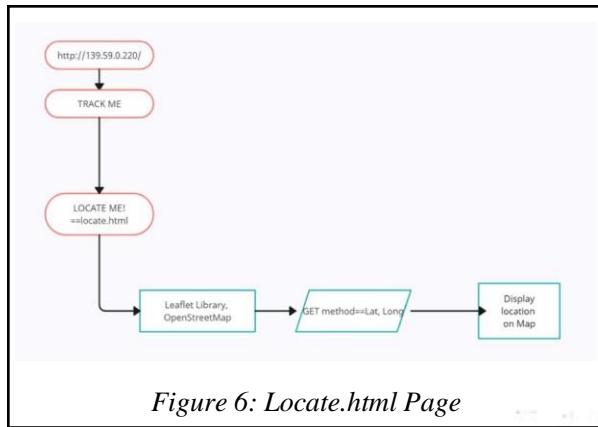 http://139.59.0.220/
TRACK ME
LOCATE ME!
==locate.html
Leaflet Library,
OpenStreetMap
GET method==Lat, Long
Display
location
on Map
Figure 6: Locate.html Page